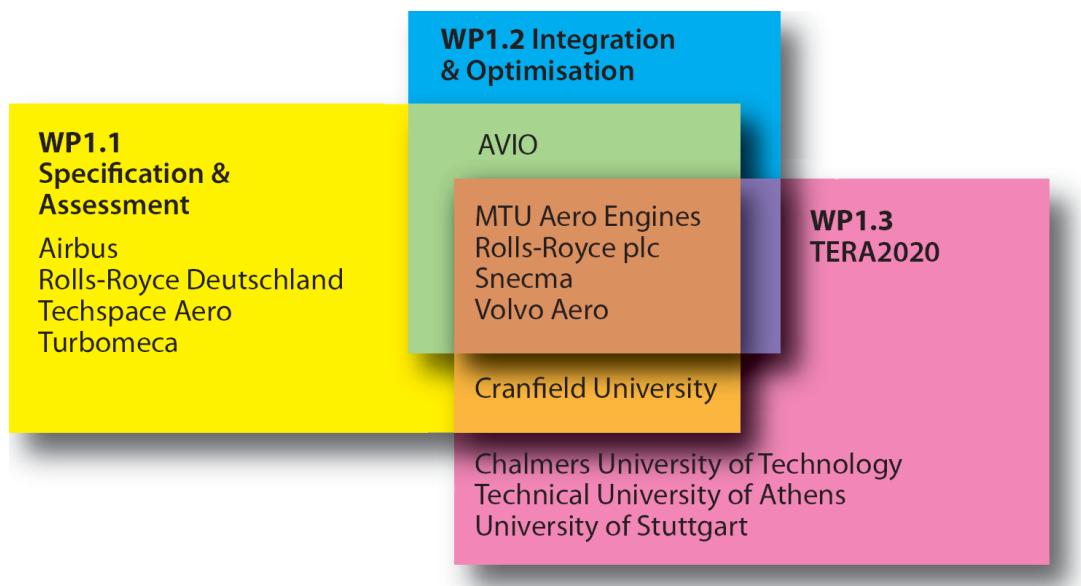 WP1.2 Integration
& Optimisation
WP1.1
Specification &
Assessment
Airbus
Rolls-Royce Deutschland
Techspace Aero
Turbomeca
AVIO
MTU Aero Engines
Rolls-Royce plc
Snecma
Volvo Aero
WP1.3
TERA2020
Cranfield University
Chalmers University of Technology
Technical University of Athens
University of Stuttgart